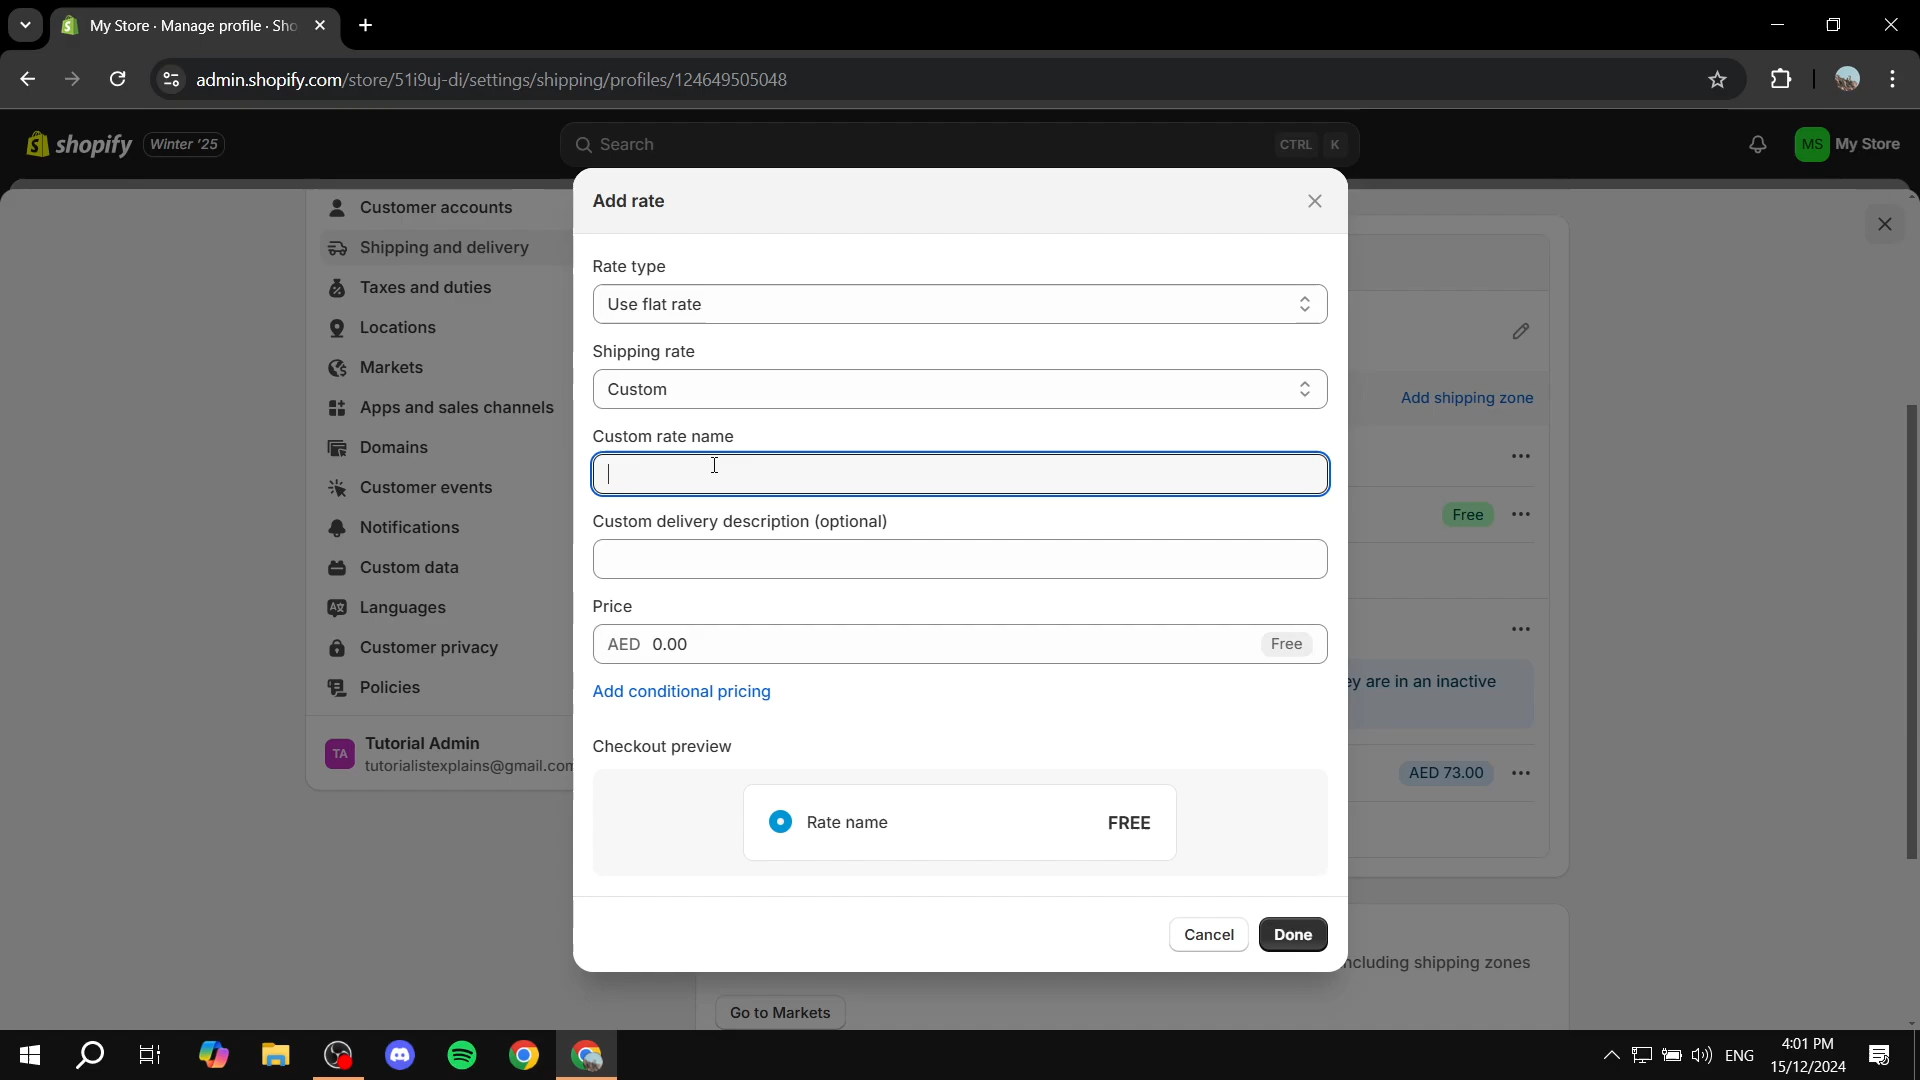 My Store · Manage profile · Sho
admin.shopify.com/store/51i9uj-di/settings/shipping/profiles/124649505048
shopify
Winter '25
Search
CTRL K
MS
My Store
Customer accounts
Shipping and delivery
Taxes and duties
Locations
Markets
Apps and sales channels
Domains
Customer events
Notifications
Custom data
Languages
Customer privacy
Policies
TA
Tutorial Admin
tutorialistexplains@gmail.com
Add rate
Rate type
Use flat rate
Shipping rate
Custom
Custom rate name
Custom delivery description (optional)
Price
AED 0.00
Free
Add conditional pricing
Checkout preview
Rate name
FREE
Cancel
Done
Add shipping zone
Free
ey are in an inactive
AED 73.00
ncluding shipping zones
Go to Markets
ENG
4:01 PM
15/12/2024